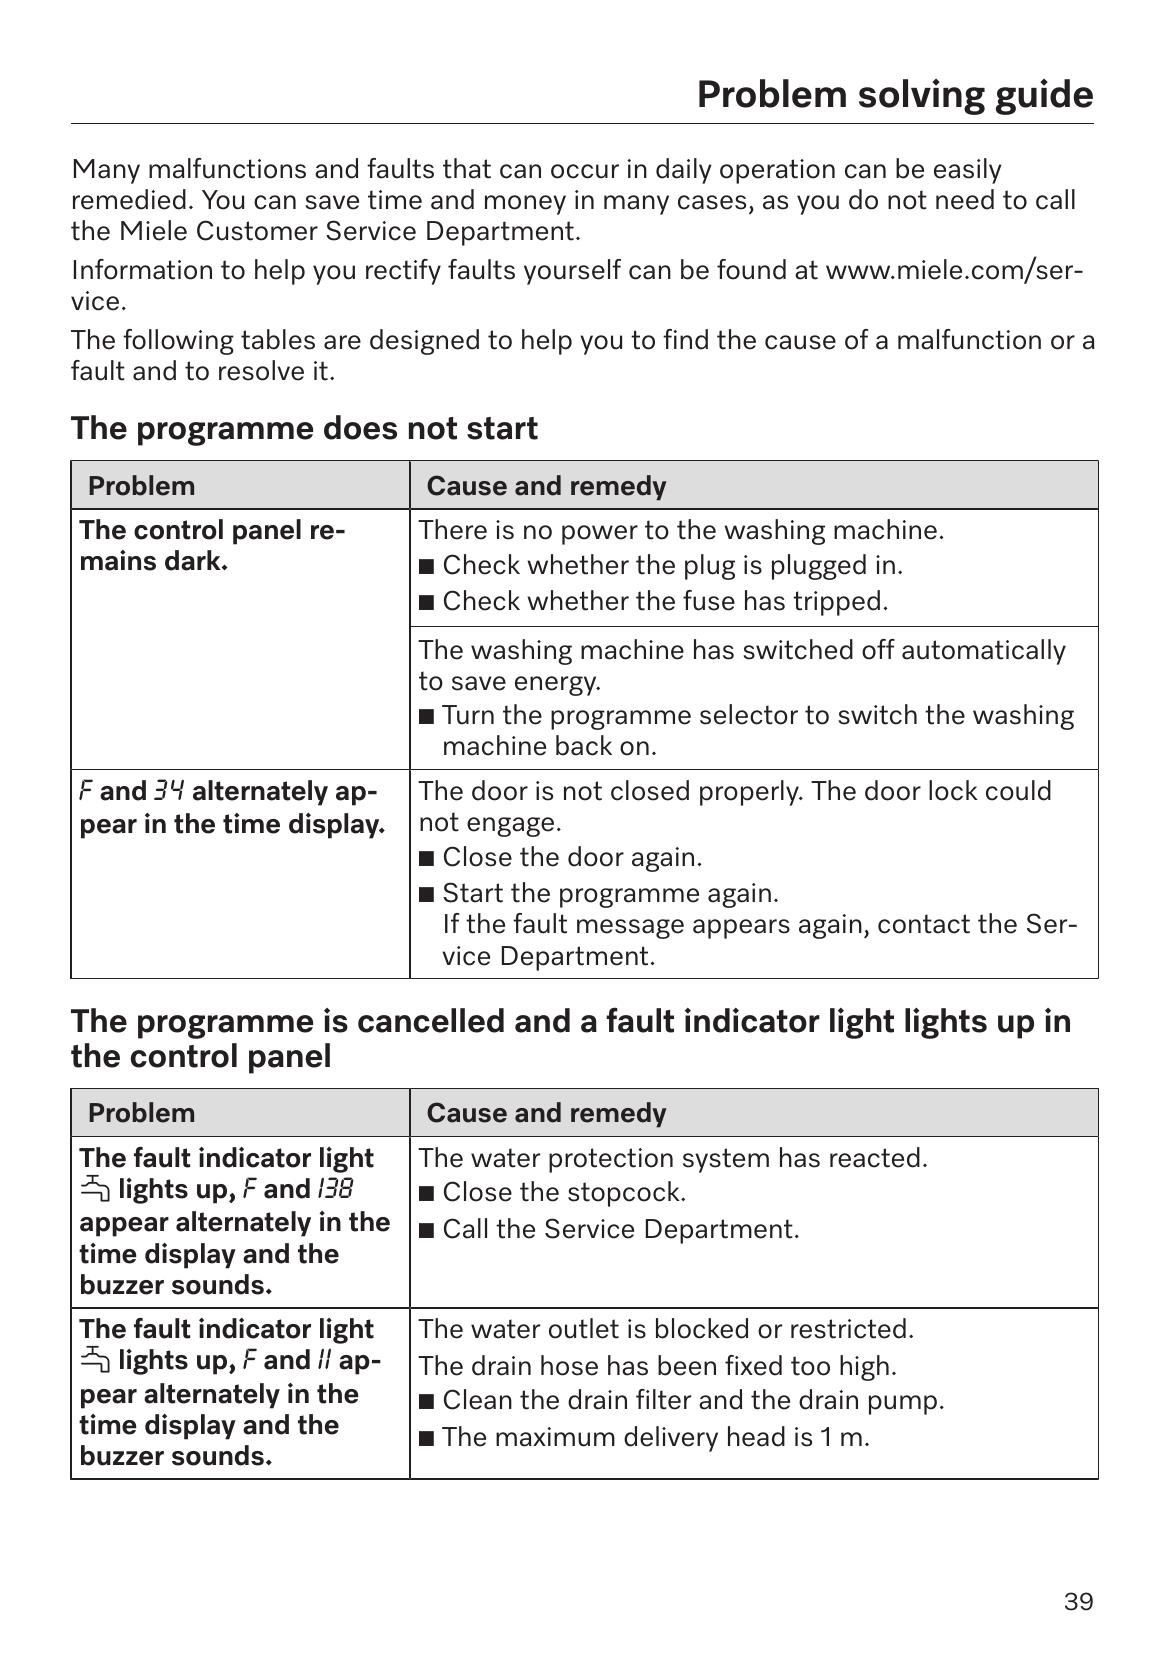 Problem solving guide
Many malfunctions and faults that can occur in daily operation can be easily
remedied. You can save time and money in many cases, as you do not need to call
the Miele Customer Service Department.
Information to help you rectify faults yourself can be found at www.miele.com/ser-
vice.
The following tables are designed to help you to find the cause of a malfunction or a
fault and to resolve it.
The programme does not start
Problem
Cause and remedy
The control panel re-
mains dark.
There is no power to the washing machine.
■ Check whether the plug is plugged in.
■ Check whether the fuse has tripped.
The washing machine has switched off automatically
to save energy.
■ Turn the programme selector to switch the washing
machine back on.
F and 34 alternately ap-
pear in the time display.
The door is not closed properly. The door lock could
not engage.
■ Close the door again.
■ Start the programme again.
If the fault message appears again, contact the Ser-
vice Department.
The programme is cancelled and a fault indicator light lights up in
the control panel
Problem
Cause and remedy
The fault indicator light
lights up, F and 138
appear alternately in the
time display and the
buzzer sounds.
The water protection system has reacted.
■ Close the stopcock.
■ Call the Service Department.
The fault indicator light
lights up, F and 11 ap-
pear alternately in the
time display and the
buzzer sounds.
The water outlet is blocked or restricted.
The drain hose has been fixed too high.
■ Clean the drain filter and the drain pump.
■ The maximum delivery head is 1 m.
39